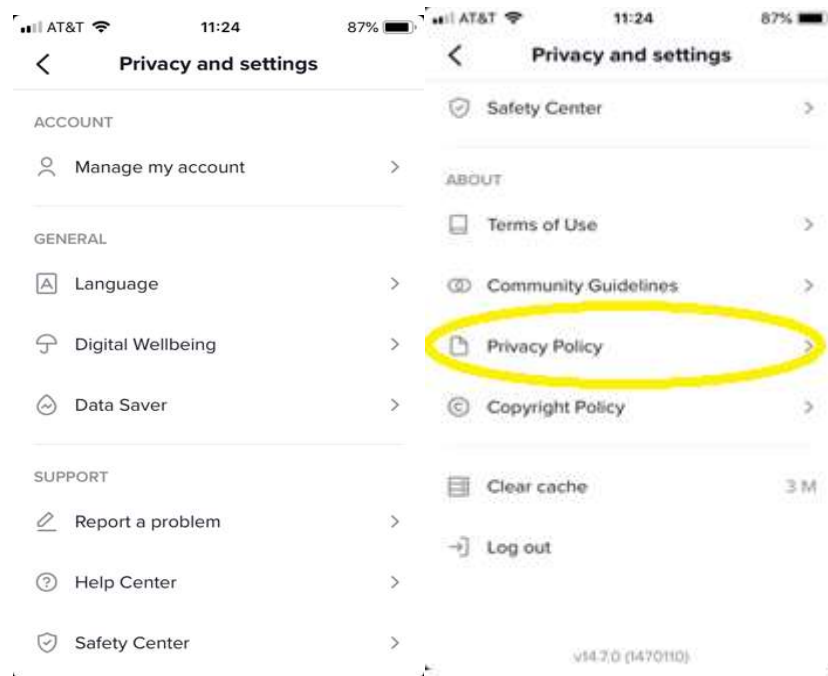 AT&T 11:24 87%
Privacy and settings
ACCOUNT
Manage my account
GENERAL
A Language
Digital Wellbeing
Data Saver
SUPPORT
Report a problem
? Help Center
Safety Center
AT&T 11:24 87%
Privacy and settings
Safety Center
ABOUT
Terms of Use
Community Guidelines
Privacy Policy
© Copyright Policy
Clear cache 3 M
Log out
v14.7.0 (1470110)